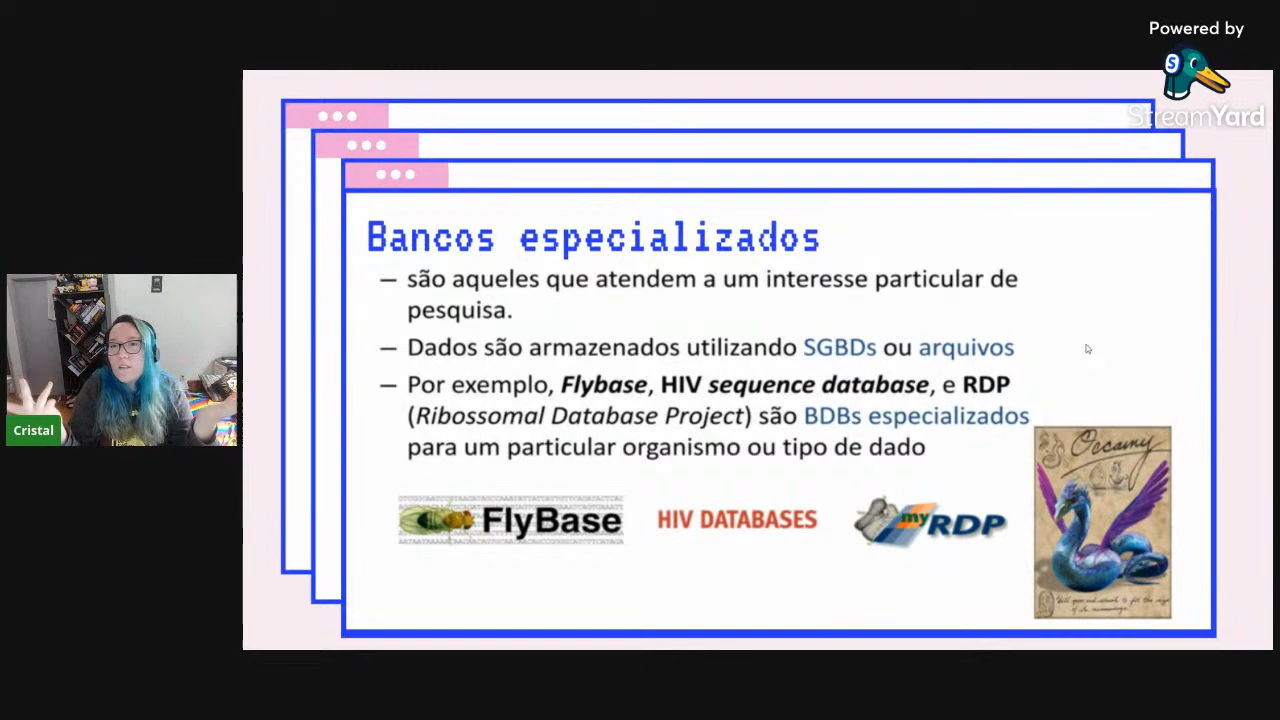 Powered by
StreamYard
Bancos especializados
– são aqueles que atendem a um interesse particular de
pesquisa.
– Dados são armazenados utilizando SGBDs ou arquivos
– Por exemplo, Flybase, HIV sequence database, e RDP
(Ribossomal Database Project) são BDBs especializados
para um particular organismo ou tipo de dado
Cristal
FlyBase
HIV DATABASES
myRDP
Occamy